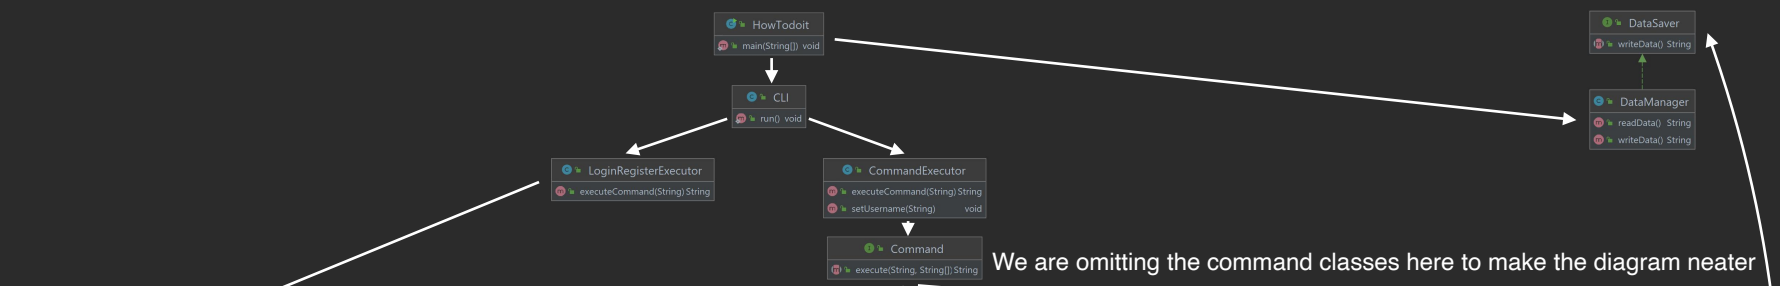 HowTodoit
main(String[]) void
DataSaver
writeData() String
CLI
run() void
DataManager
readData() String
writeData() String
LoginRegisterExecutor
executeCommand(String) String
CommandExecutor
executeCommand(String) String
setUsername(String) void
Command
execute(String, String[]) String
We are omitting the command classes here to make the diagram neater